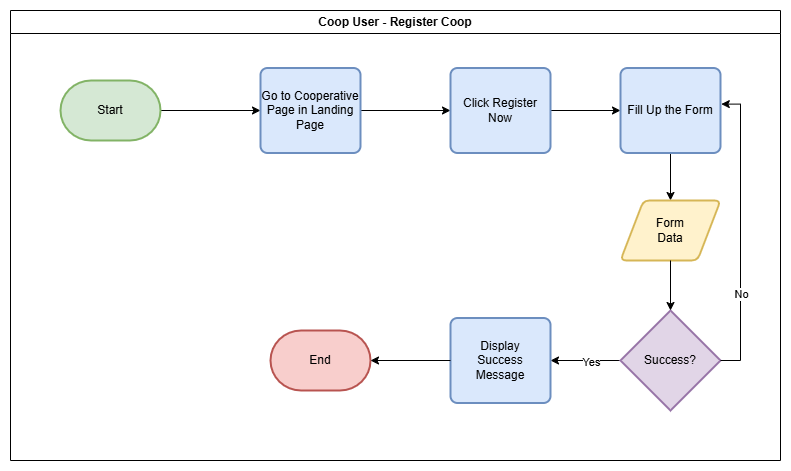 Coop User - Register Coop
Start
Go to Cooperative
Page in Landing
Page
Click Register
Now
Fill Up the Form
Form
Data
No
Success?
Yes
Display
Success
Message
End